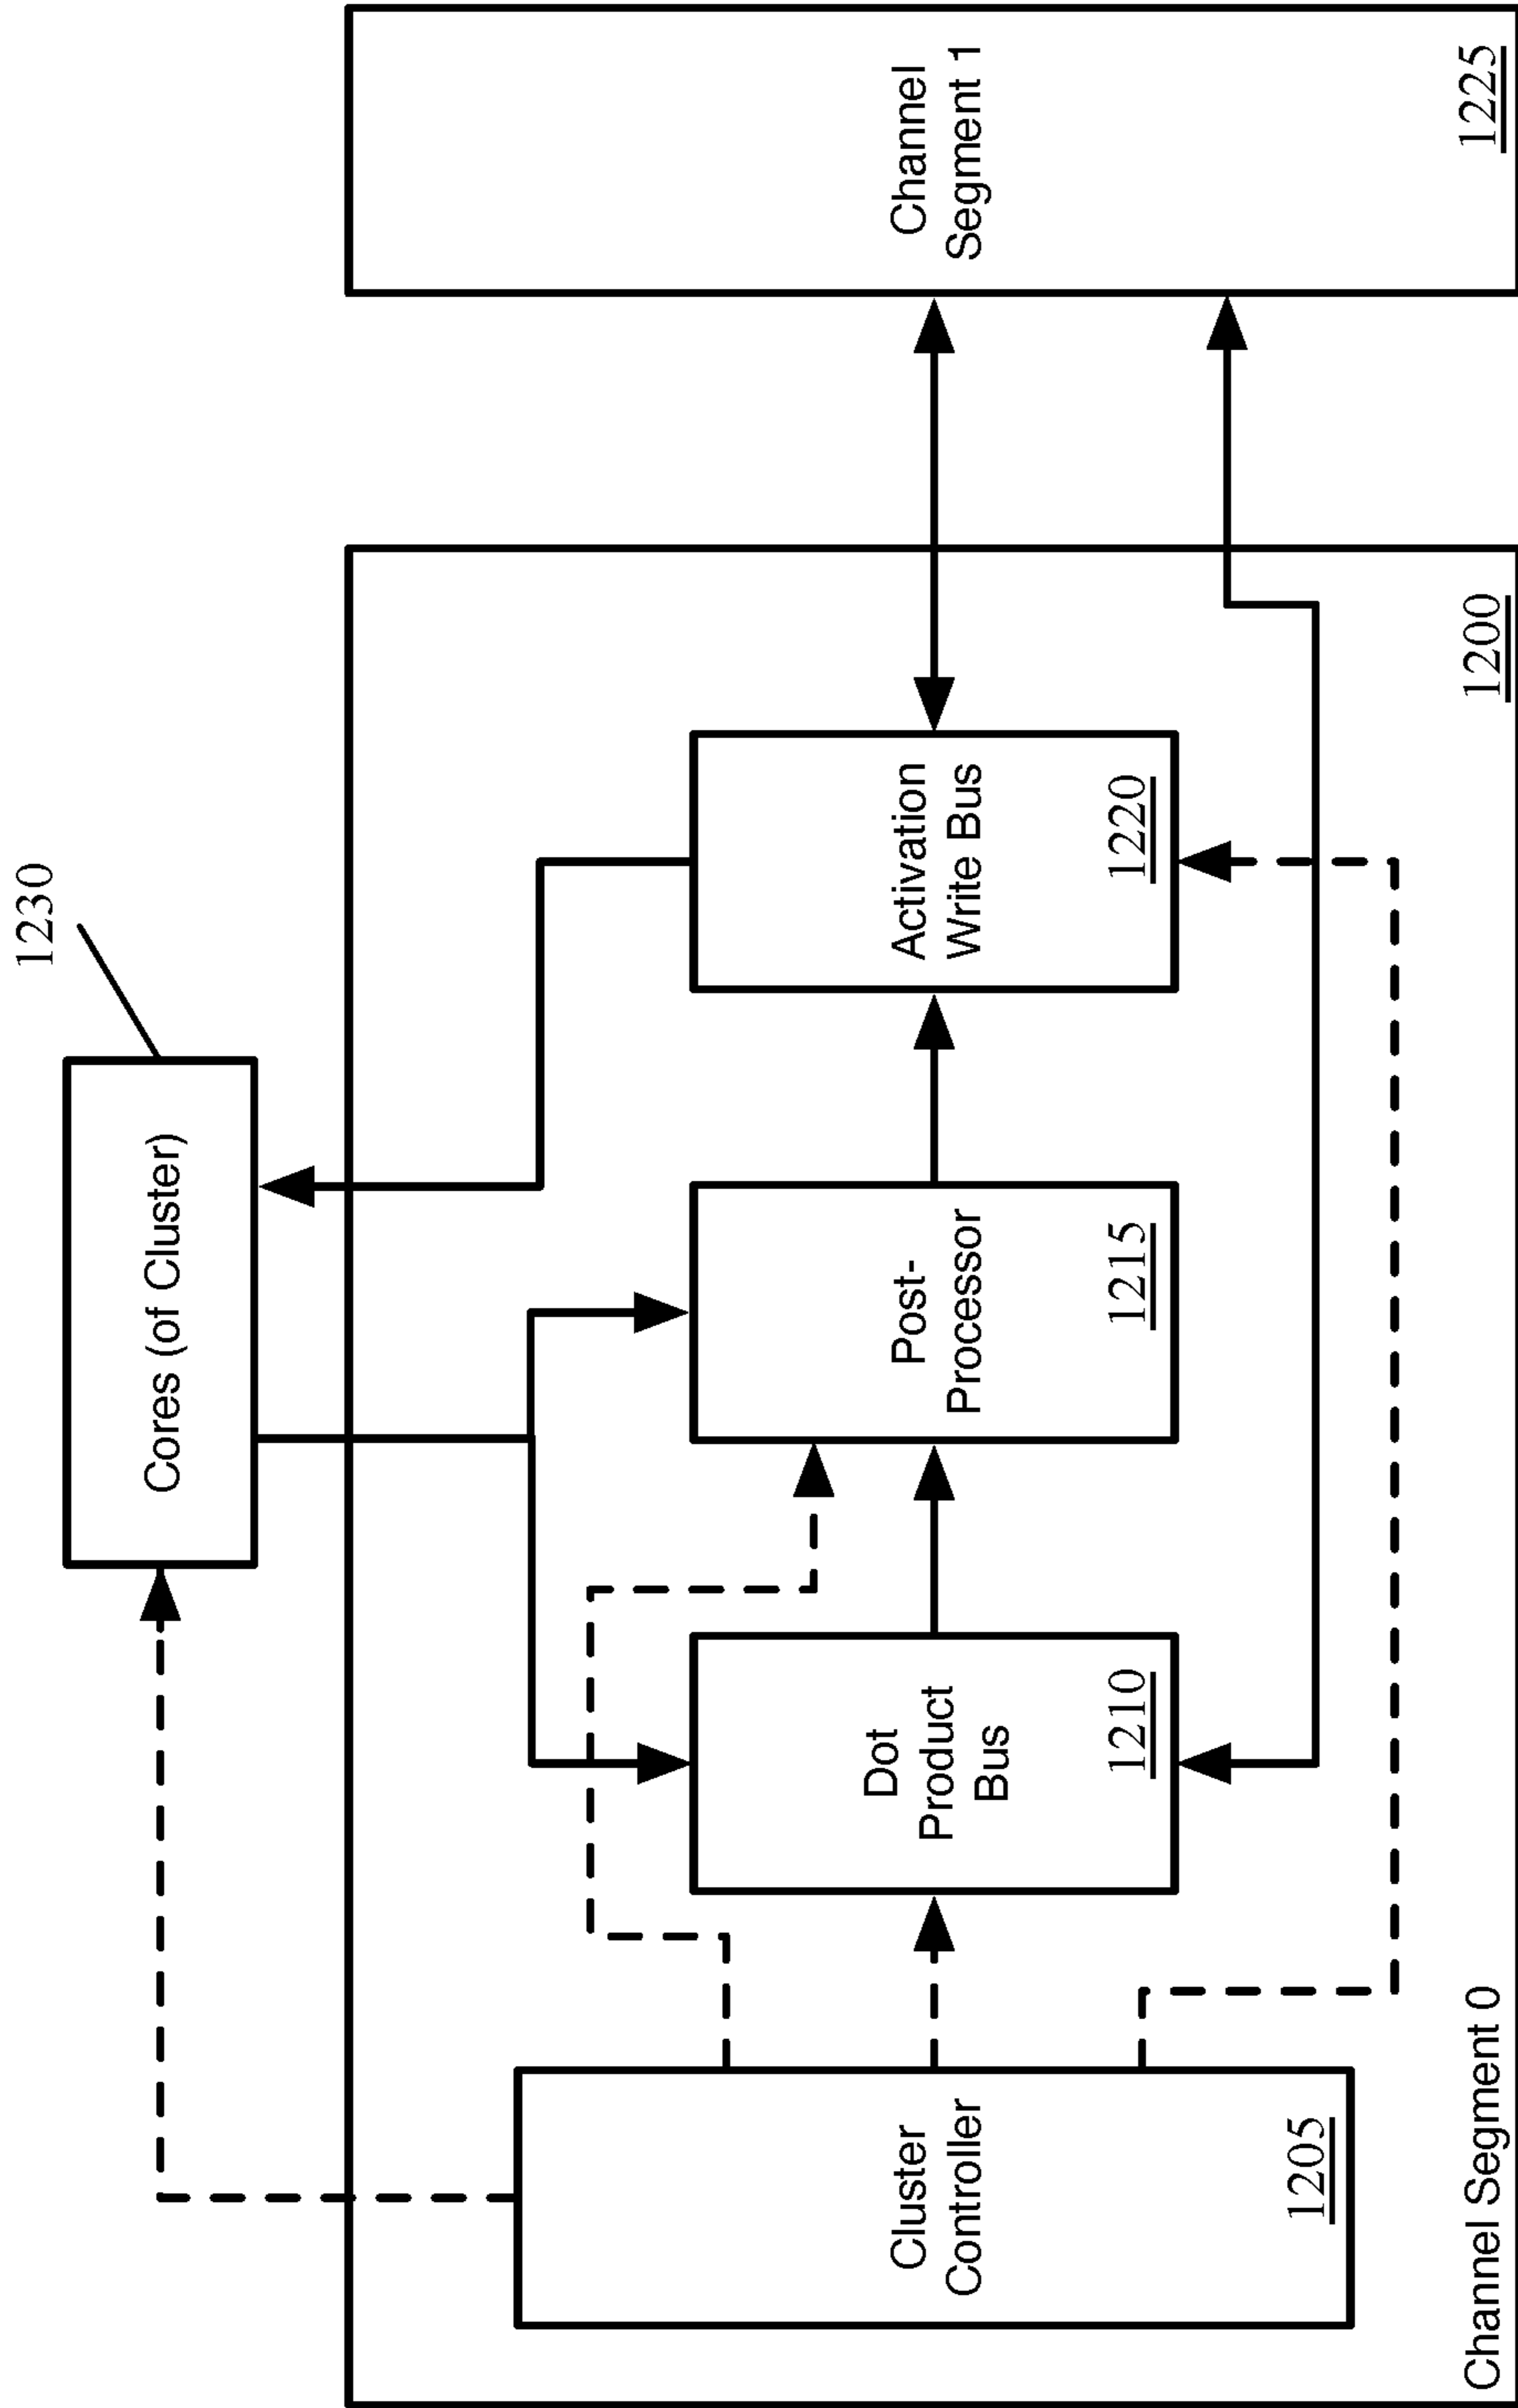 1230
Cores (of Cluster)
Cluster
Controller
1205
Dot
Product
Bus
1210
Post-
Processor
1215
Activation
Write Bus
1220
Channel Segment 0
1200
Channel
Segment 1
1225